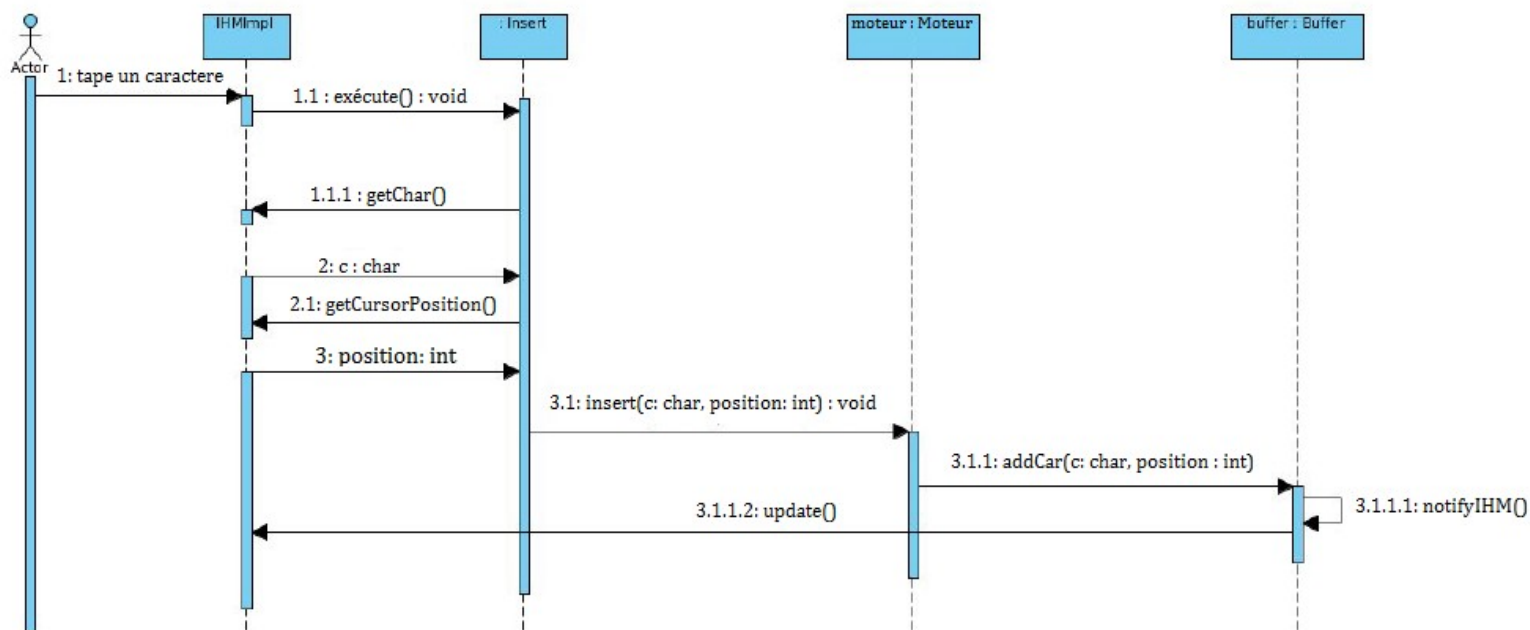 IHMImpl
: Insert
moteur : Moteur
buffer : Buffer
Actor
1: tape un caractere
1.1 : exécute() : void
1.1.1 : getChar()
2: c : char
2.1: getCursorPosition()
3: position: int
3.1: insert(c: char, position: int) : void
3.1.1: addCar(c: char, position : int)
3.1.1.1: notifyIHM()
3.1.1.2: update()